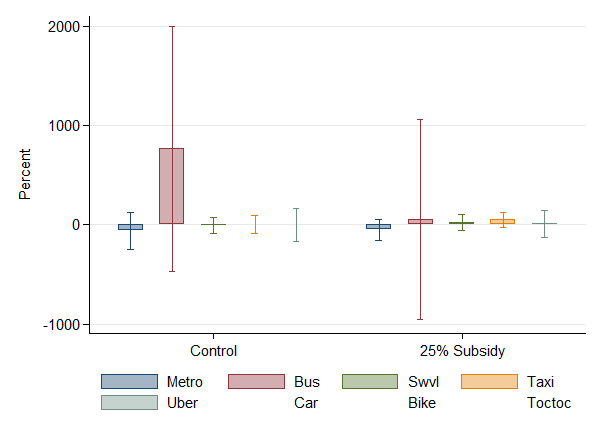 2000
1000
Percent
0
-1000
Control 25% Subsidy
Metro Bus Swvl Taxi
Uber Car Bike Toctoc